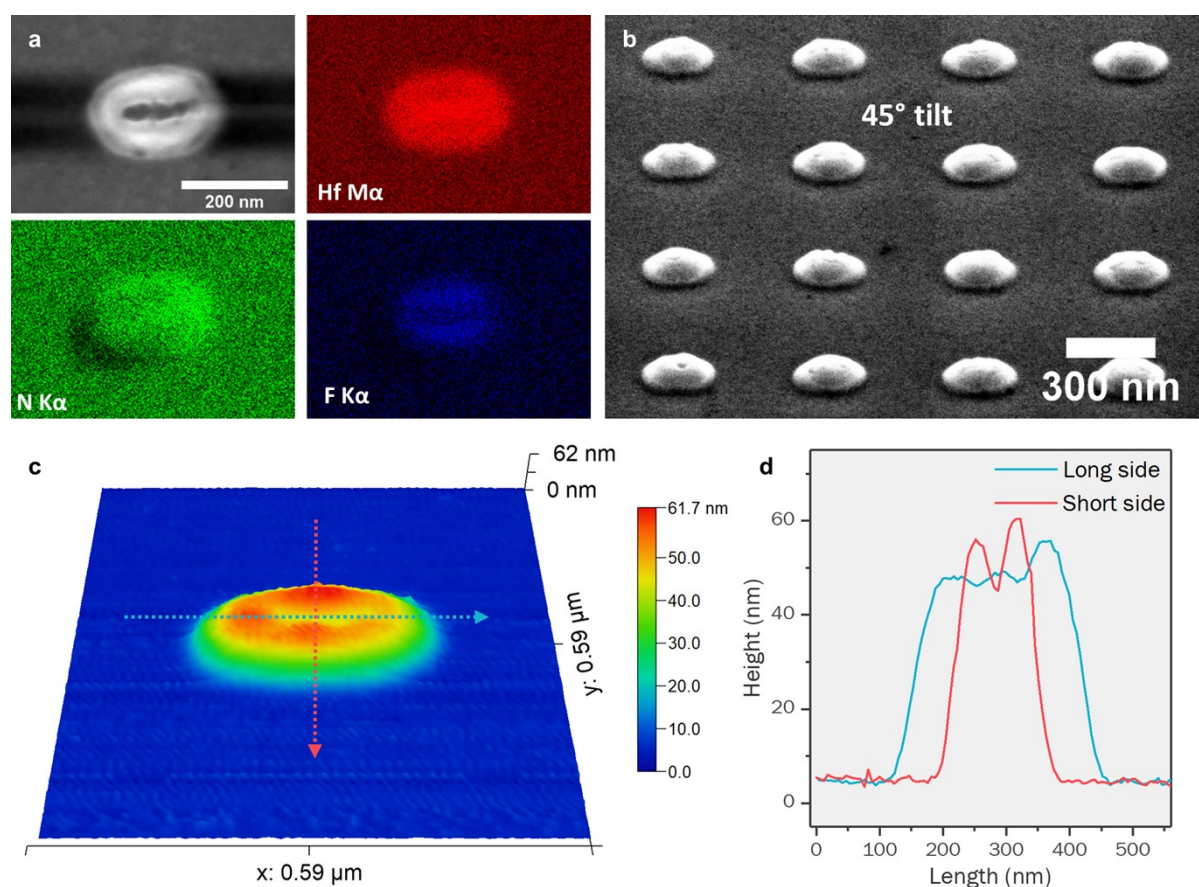 a
200 nm
Hf Mα
N Kα
F Kα
b
45° tilt
300 nm
c
62 nm
0 nm
y: 0.59 µm
x: 0.59 µm
61.7 nm
50.0
40.0
30.0
20.0
10.0
0.0
d
Long side
Short side
Height (nm)
60
40
20
0
0 100 200 300 400 500
Length (nm)